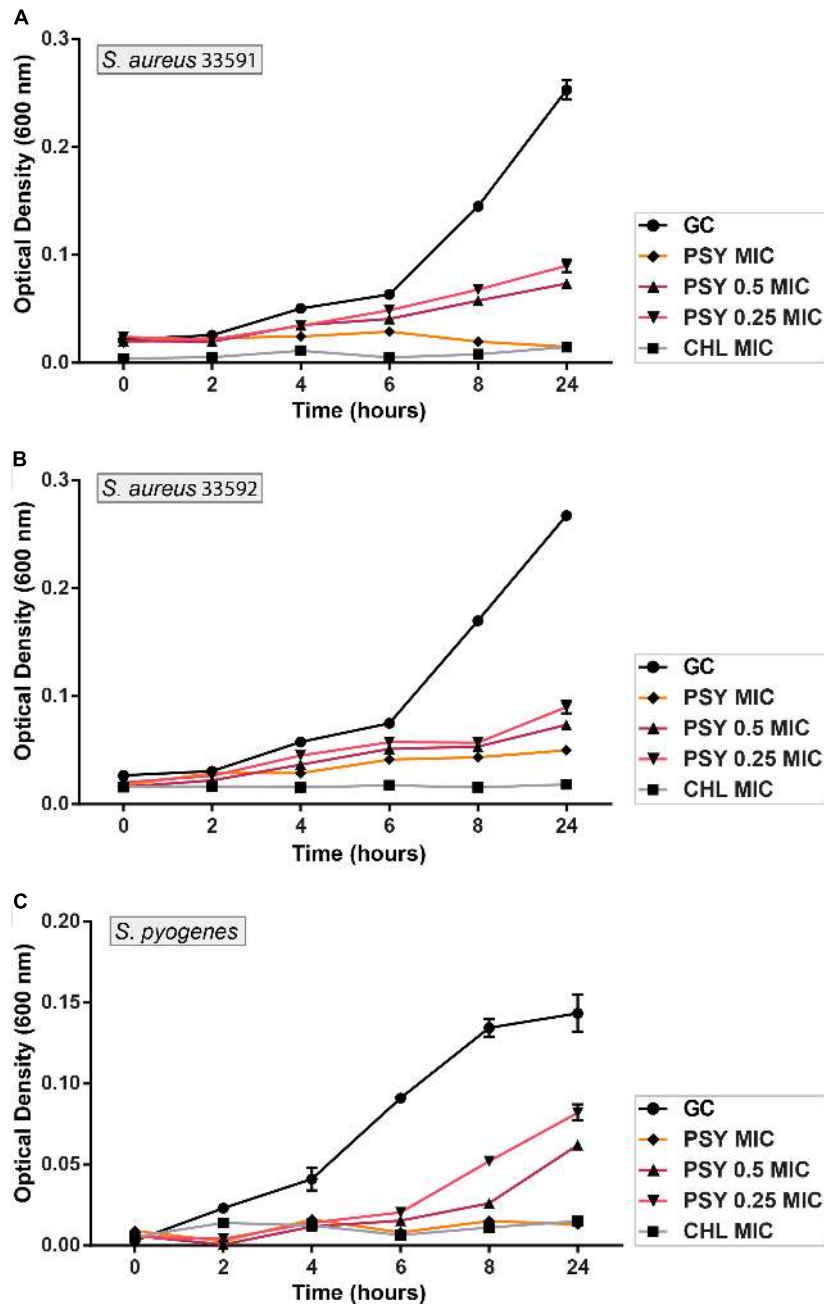 A
S. aureus 33591
Optical Density (600 nm)
0.3
0.2
0.1
0.0
0 2 4 6 8 24
Time (hours)
GC
PSY MIC
PSY 0.5 MIC
PSY 0.25 MIC
CHL MIC
B
S. aureus 33592
Optical Density (600 nm)
0.3
0.2
0.1
0.0
0 2 4 6 8 24
Time (hours)
GC
PSY MIC
PSY 0.5 MIC
PSY 0.25 MIC
CHL MIC
C
S. pyogenes
Optical Density (600 nm)
0.20
0.15
0.10
0.05
0.00
0 2 4 6 8 24
Time (hours)
GC
PSY MIC
PSY 0.5 MIC
PSY 0.25 MIC
CHL MIC